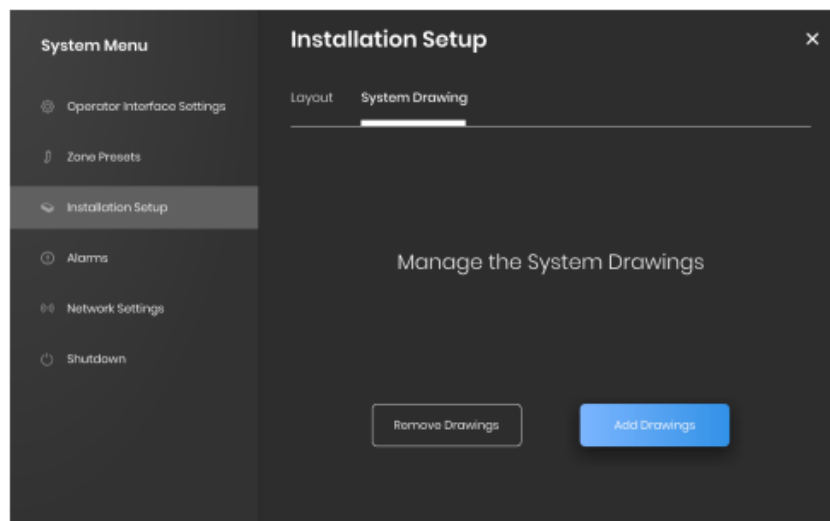 System Menu
Operator Interface Settings
Zone Presets
Installation Setup
Alarms
Network Settings
Shutdown
Installation Setup
Layout System Drawing
Manage the System Drawings
Remove Drawings Add Drawings